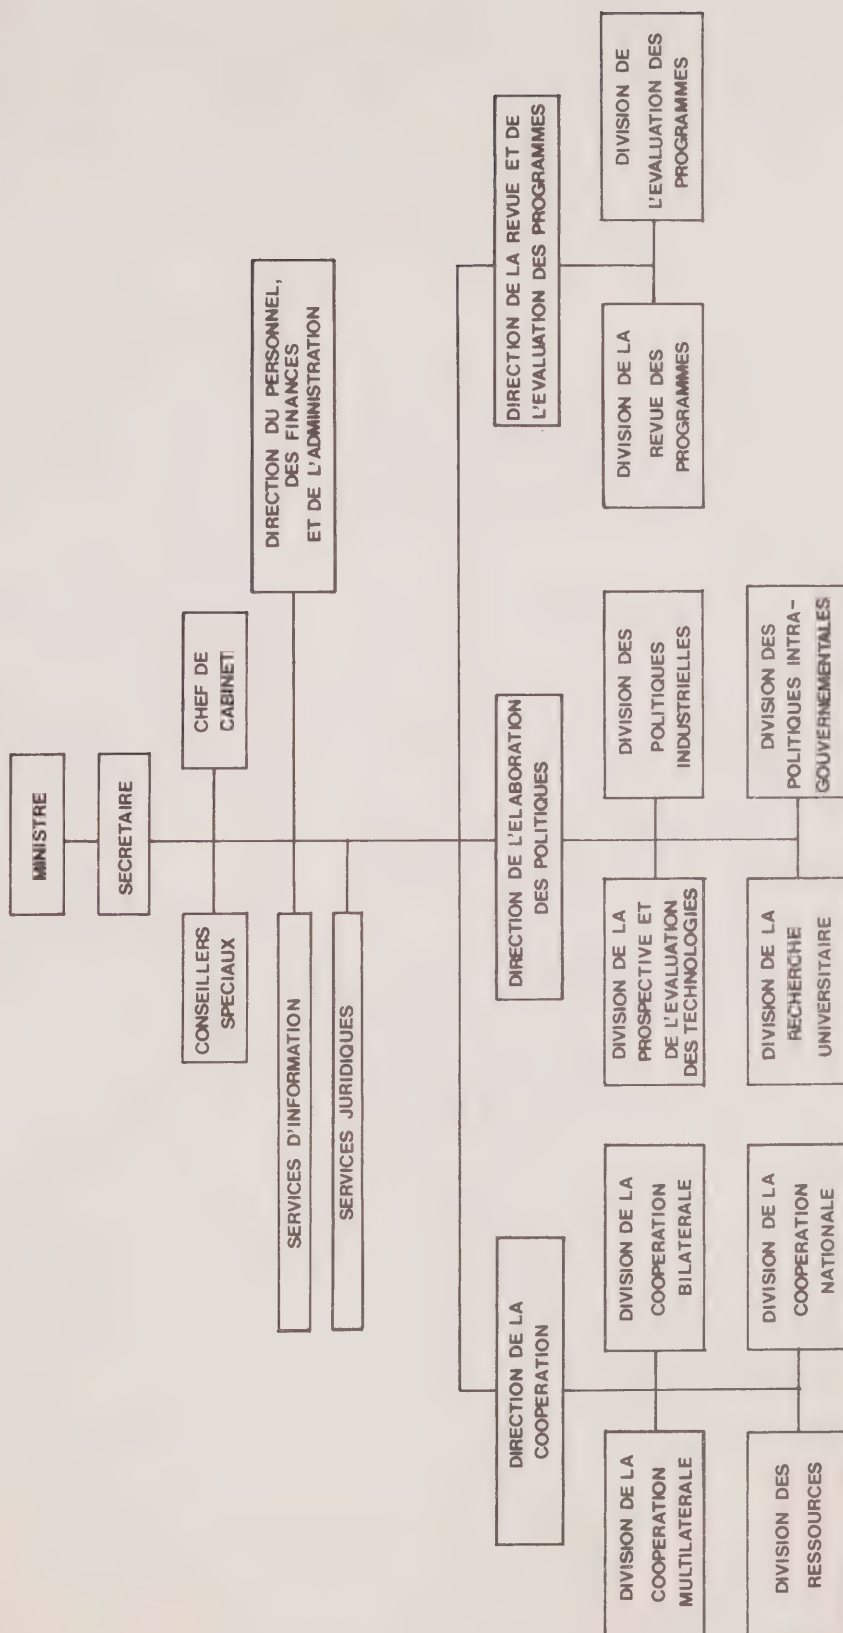 MINISTRE
SECRETAIRE
CONSEILLERS
SPECIAUX
CHEF DE
CABINET
SERVICES D'INFORMATION
DIRECTION DU PERSONNEL,
DES FINANCES
ET DE L'ADMINISTRATION
SERVICES JURIDIQUES
DIRECTION DE LA
COOPERATION
DIRECTION DE L'ELABORATION
DES POLITIQUES
DIRECTION DE LA REVUE ET DE
L'EVALUATION DES PROGRAMMES
DIVISION DE LA
COOPERATION
MULTILATERALE
DIVISION DE LA
COOPERATION
BILATERALE
DIVISION DE LA
PROSPECTIVE ET
DE L'EVALUATION
DES TECHNOLOGIES
DIVISION DES
POLITIQUES
INDUSTRIELLES
DIVISION DE LA
REVUE DES
PROGRAMMES
DIVISION DE
L'EVALUATION DES
PROGRAMMES
DIVISION DES
RESSOURCES
DIVISION DE LA
COOPERATION
NATIONALE
DIVISION DE LA
RECHERCHE
UNIVERSITAIRE
DIVISION DES
POLITIQUES INTRA-
GOUVERNEMENTALES